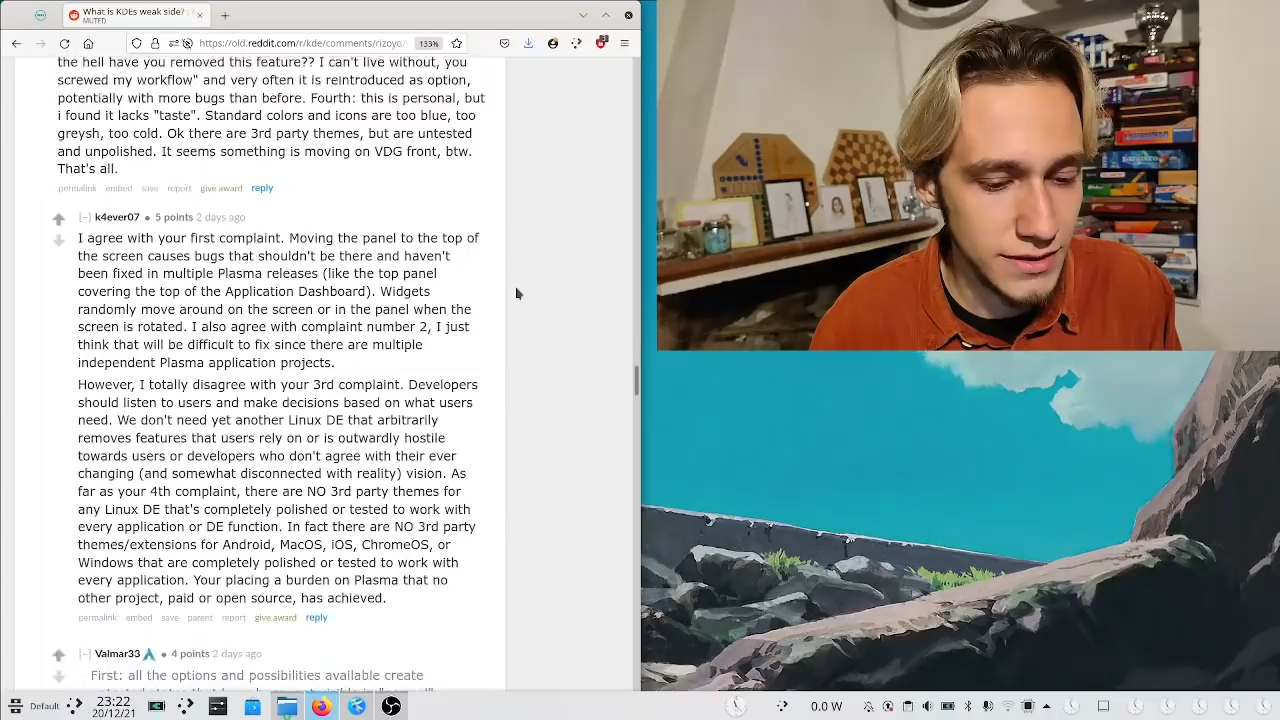 What is KDEs weak side? :
MUTED
https://old.reddit.com/r/kde/comments/rizoyo/
133%
the hell have you removed this feature?? I can't live without, you
screwed my workflow" and very often it is reintroduced as option,
potentially with more bugs than before. Fourth: this is personal, but
i found it lacks "taste". Standard colors and icons are too blue, too
greysh, too cold. Ok there are 3rd party themes, but are untested
and unpolished. It seems something is moving on VDG front, btw.
That's all.
permalink embed save report give award reply
[–] k4ever07 • 5 points 2 days ago
I agree with your first complaint. Moving the panel to the top of
the screen causes bugs that shouldn't be there and haven't
been fixed in multiple Plasma releases (like the top panel
covering the top of the Application Dashboard). Widgets
randomly move around on the screen or in the panel when the
screen is rotated. I also agree with complaint number 2, I just
think that will be difficult to fix since there are multiple
independent Plasma application projects.
However, I totally disagree with your 3rd complaint. Developers
should listen to users and make decisions based on what users
need. We don't need yet another Linux DE that arbitrarily
removes features that users rely on or is outwardly hostile
towards users or developers who don't agree with their ever
changing (and somewhat disconnected with reality) vision. As
far as your 4th complaint, there are NO 3rd party themes for
any Linux DE that's completely polished or tested to work with
every application or DE function. In fact there are NO 3rd party
themes/extensions for Android, MacOS, iOS, ChromeOS, or
Windows that are completely polished or tested to work with
every application. Your placing a burden on Plasma that no
other project, paid or open source, has achieved.
permalink embed save parent report give award reply
[–] Valmar33 • 4 points 2 days ago
First: all the options and possibilities available create
Default
23:22
20/12/21
0.0 W